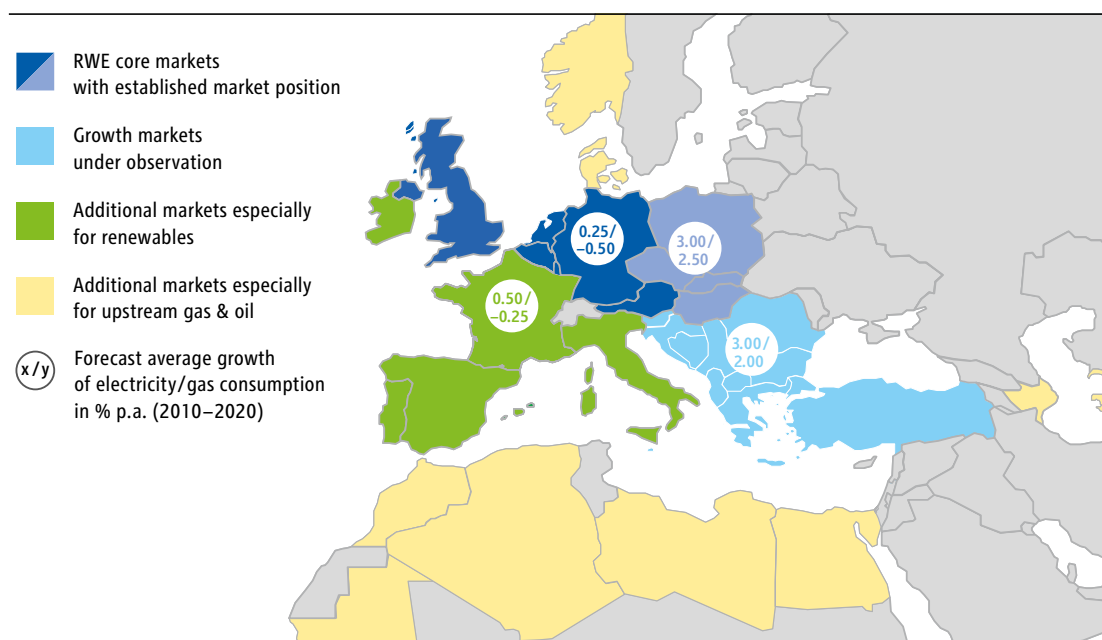 RWE core markets
with established market position
Growth markets
under observation
Additional markets especially
for renewables
Additional markets especially
for upstream gas & oil
x/y
Forecast average growth
of electricity/gas consumption
in % p.a. (2010–2020)
0.25/
–0.50
3.00/
2.50
0.50/
–0.25
3.00/
2.00